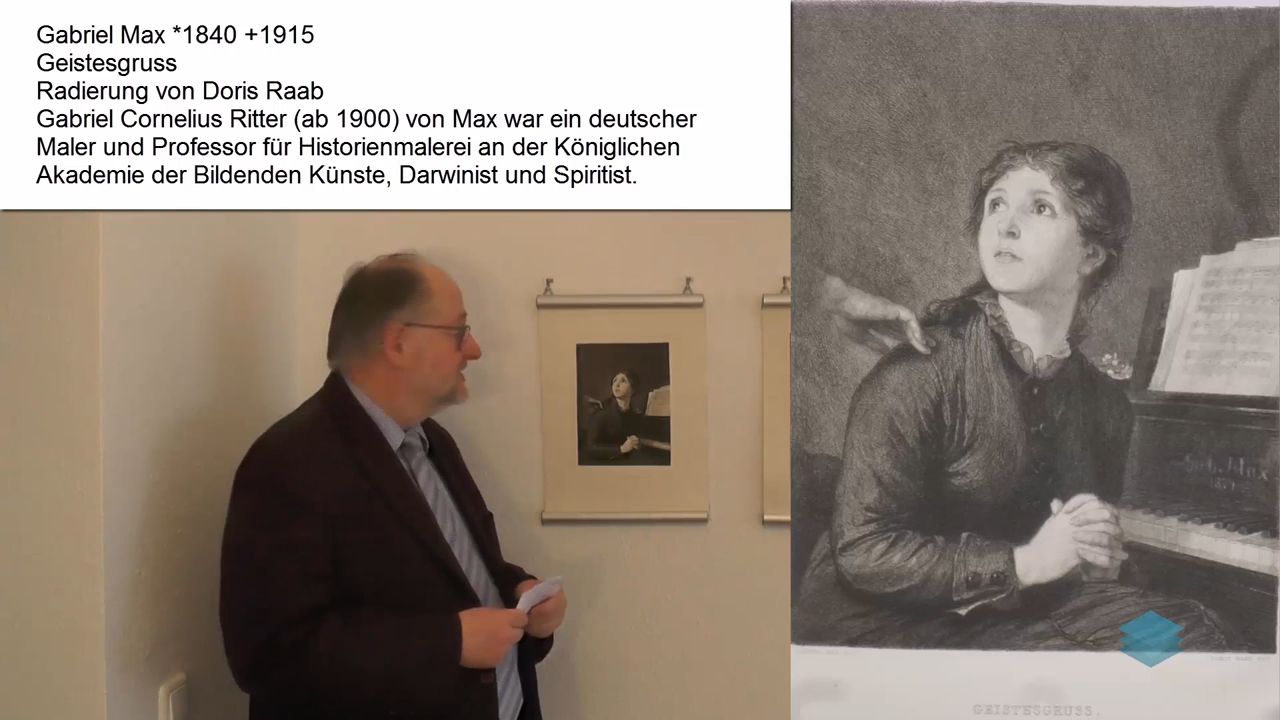 Gabriel Max *1840 +1915
Geistesgruss
Radierung von Doris Raab
Gabriel Cornelius Ritter (ab 1900) von Max war ein deutscher
Maler und Professor für Historienmalerei an der Königlichen
Akademie der Bildenden Künste, Darwinist und Spiritist.
Max
GEISTESGRUSS.